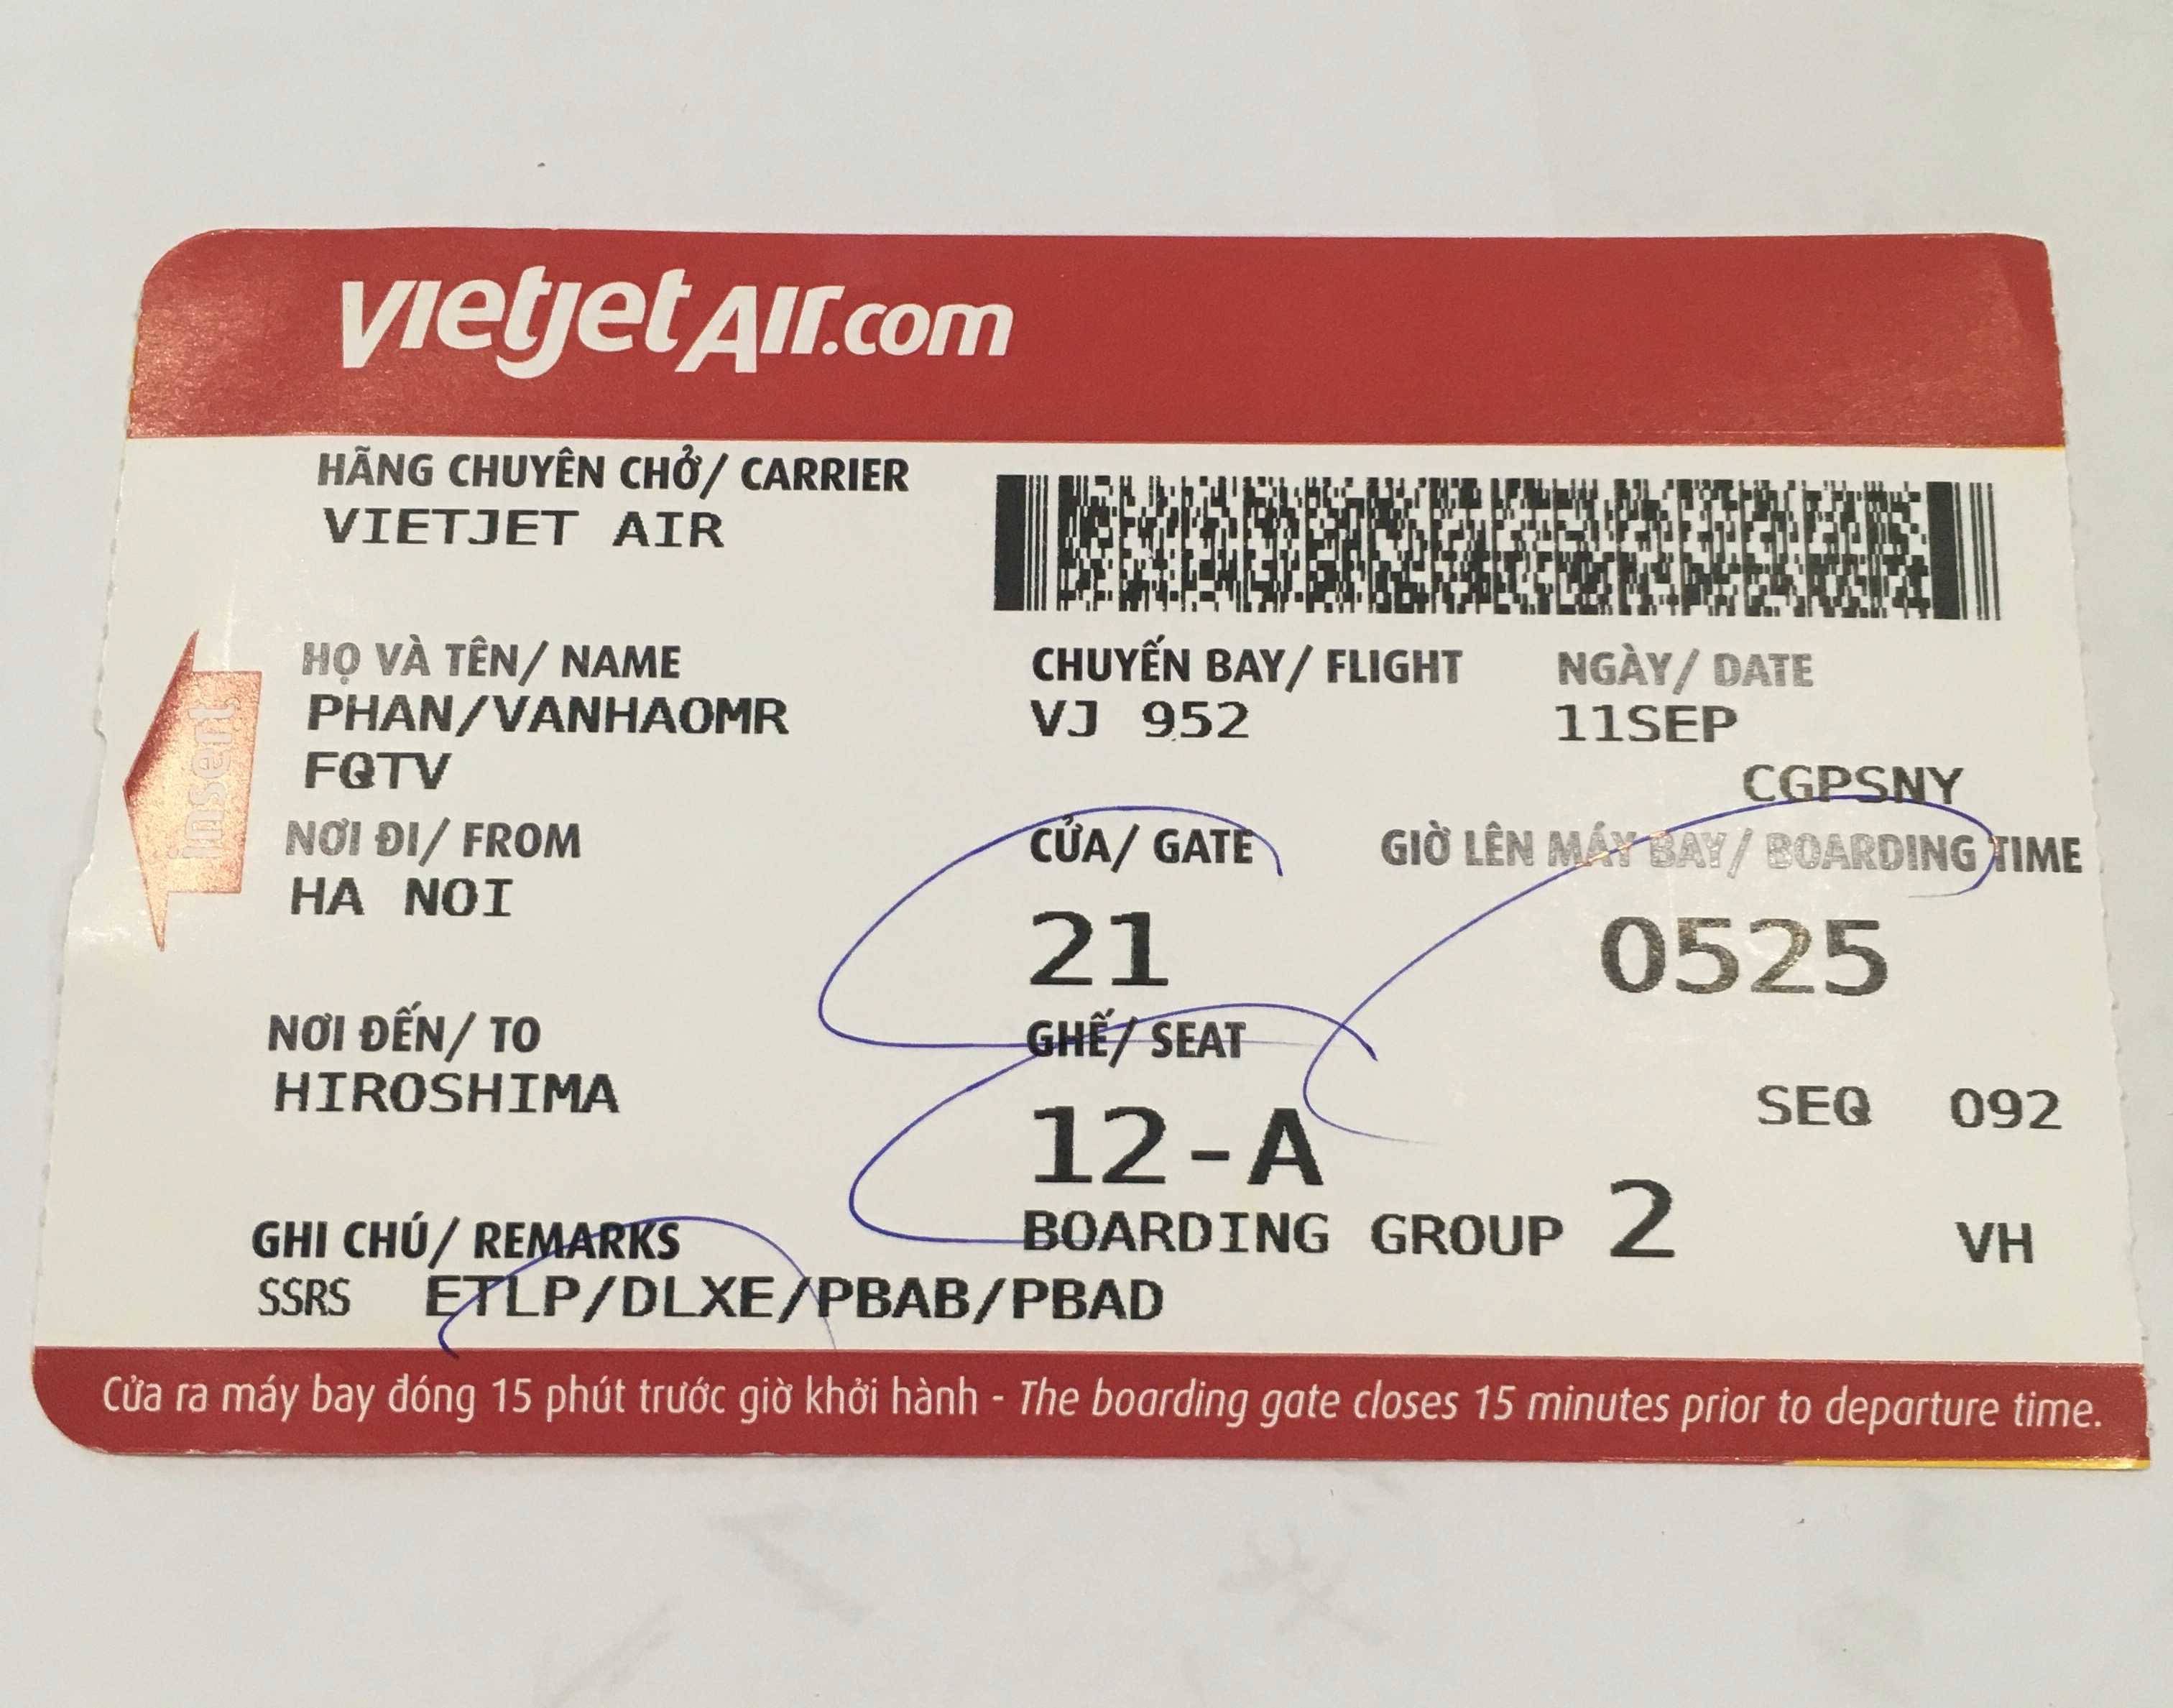 vietjetAir.com
HÃNG CHUYÊN CHỞ/ CARRIER
VIETJET AIR
HỌ VÀ TÊN/ NAME
PHAN/VANHAOMR
FQTV
CHUYẾN BAY/ FLIGHT
VJ 952
NGÀY/ DATE
11SEP
CGPSNY
insert
NƠI ĐI/ FROM
HA NOI
CỬA/ GATE
21
GIỜ LÊN MÁY BAY/ BOARDING TIME
0525
NƠI ĐẾN/ TO
HIROSHIMA
GHẾ/ SEAT
12-A
SEQ 092
BOARDING GROUP 2
VH
GHI CHÚ/ REMARKS
SSRS ETLP/DLXE/PBAB/PBAD
Cửa ra máy bay đóng 15 phút trước giờ khởi hành - The boarding gate closes 15 minutes prior to departure time.